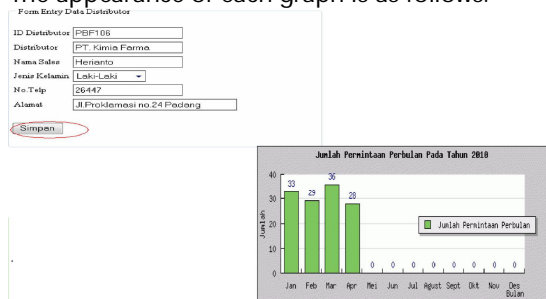 The appearance of each graph is as follows:
Form Entry Data Distributor
ID Distributor PBF106
Distributor PT. Kimia Farma
Nama Sales Herianto
Jenis Kelamin Laki-Laki
No.Telp 26447
Alamat Jl.Proklamasi no.24 Padang
Simpan
Jumlah Permintaan Perbulan Pada Tahun 2010
Jumlah
40
30
20
10
0
33 29 36 28 0 0 0 0 0 0 0 0
Jumlah Permintaan Perbulan
Jan Feb Mar Apr Mei Jun Jul Agust Sept Okt Nov Des
Bulan